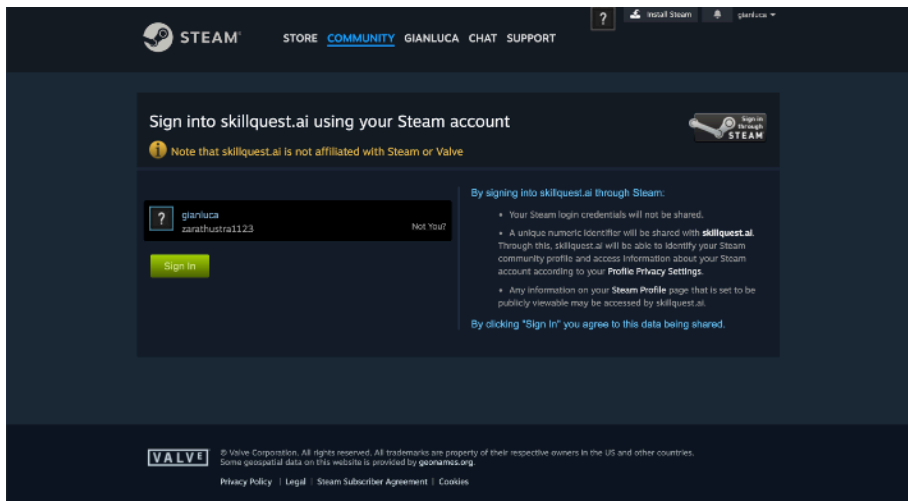 ? Install Steam gianluca
STEAM® STORE COMMUNITY GIANLUCA CHAT SUPPORT
Sign into skillquest.ai using your Steam account
Sign in through STEAM
Note that skillquest.ai is not affiliated with Steam or Valve
?
gianluca
zarathustra1123
Not You?
Sign In
By signing into skillquest.ai through Steam:
• Your Steam login credentials will not be shared.
• A unique numeric identifier will be shared with skillquest.ai.
Through this, skillquest.ai will be able to identify your Steam
community profile and access information about your Steam
account according to your Profile Privacy Settings.
• Any information on your Steam Profile page that is set to be
publicly viewable may be accessed by skillquest.ai.
By clicking "Sign In" you agree to this data being shared.
VALVE
© Valve Corporation. All rights reserved. All trademarks are property of their respective owners in the US and other countries.
Some geospatial data on this website is provided by geonames.org.
Privacy Policy | Legal | Steam Subscriber Agreement | Cookies